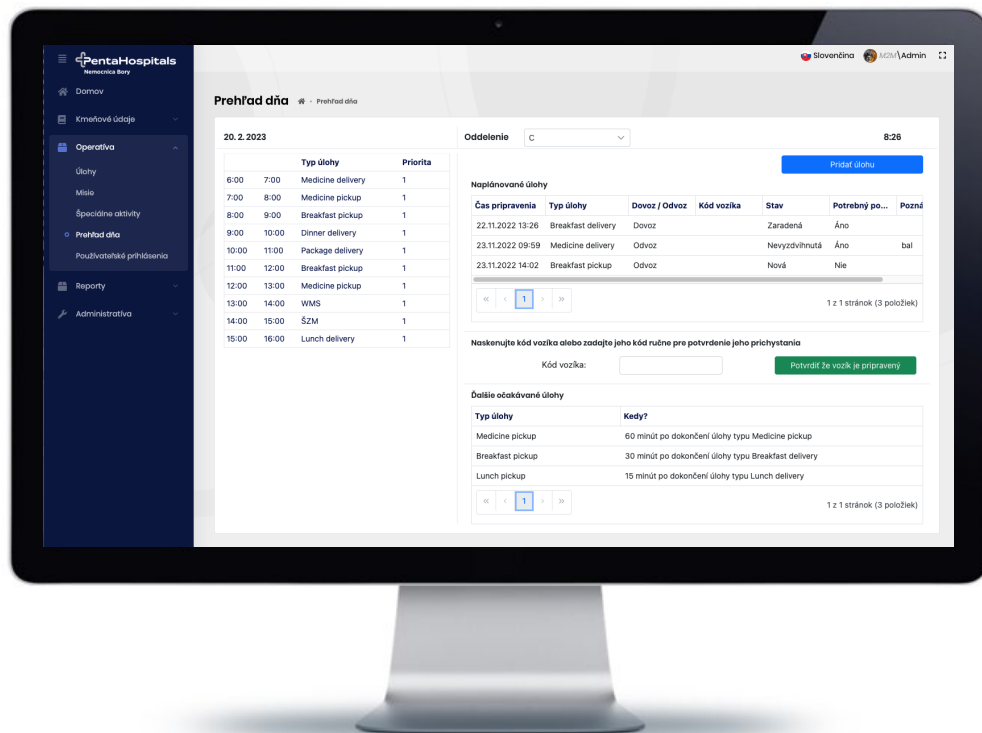 PentaHospitals
Nemocnica Bory
Domov
Kmeňové údaje
Operatíva
Úlohy
Misie
Špeciálne aktivity
Prehľad dňa
Používateľské prihlásenia
Reporty
Administratíva
Slovenčina M2M\Admin
Prehľad dňa - Prehľad dňa
20. 2. 2023
Typ úlohy Priorita
6:00 7:00 Medicine delivery 1
7:00 8:00 Medicine pickup 1
8:00 9:00 Breakfast pickup 1
9:00 10:00 Dinner delivery 1
10:00 11:00 Package delivery 1
11:00 12:00 Breakfast pickup 1
12:00 13:00 Medicine pickup 1
13:00 14:00 WMS 1
14:00 15:00 ŠZM 1
15:00 16:00 Lunch delivery 1
Oddelenie C 8:26
Pridať úlohu
Naplánované úlohy
Čas pripravenia Typ úlohy Dovoz / Odvoz Kód vozíka Stav Potrebný po... Pozná
22.11.2022 13:26 Breakfast delivery Dovoz Zaradená Áno
23.11.2022 09:59 Medicine delivery Odvoz Nevyzdvihnutá Áno bal
23.11.2022 14:02 Breakfast pickup Odvoz Nová Nie
« ‹ 1 › » 1 z 1 stránok (3 položiek)
Naskenujte kód vozíka alebo zadajte jeho kód ručne pre potvrdenie jeho prichystania
Kód vozíka: Potvrdiť že vozík je pripravený
Ďalšie očakávané úlohy
Typ úlohy Kedy?
Medicine pickup 60 minút po dokončení úlohy typu Medicine pickup
Breakfast pickup 30 minút po dokončení úlohy typu Breakfast delivery
Lunch pickup 15 minút po dokončení úlohy typu Lunch delivery
« ‹ 1 › » 1 z 1 stránok (3 položiek)